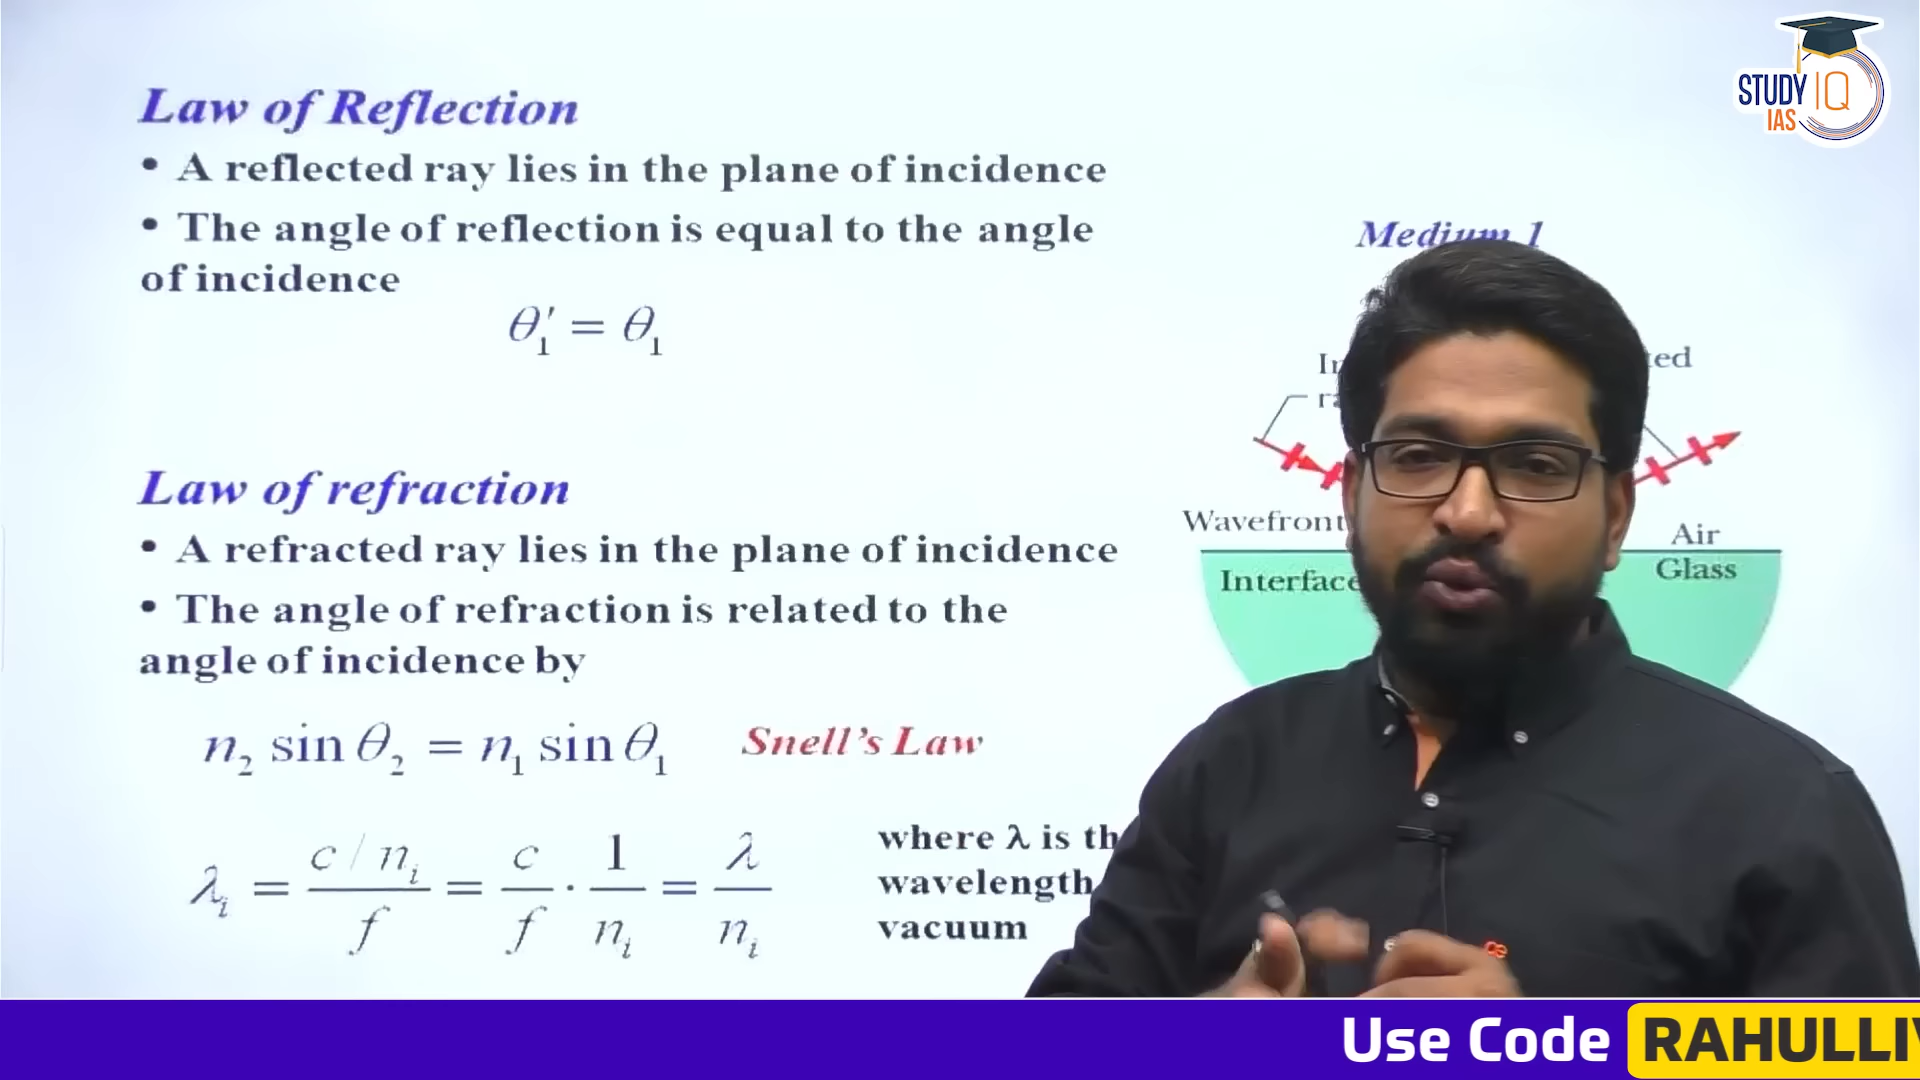 Law of Reflection
• A reflected ray lies in the plane of incidence
• The angle of reflection is equal to the angle
of incidence
θ₁′ = θ₁
Law of refraction
• A refracted ray lies in the plane of incidence
• The angle of refraction is related to the
angle of incidence by
n₂ sin θ₂ = n₁ sin θ₁
Snell's Law
λᵢ = (c / nᵢ) / f = c / f · 1 / nᵢ = λ / nᵢ
where λ is th
wavelength
vacuum
Medium 1
Wavefront
Air
Interface
Glass
STUDY IQ
IAS
Use Code RAHULLI